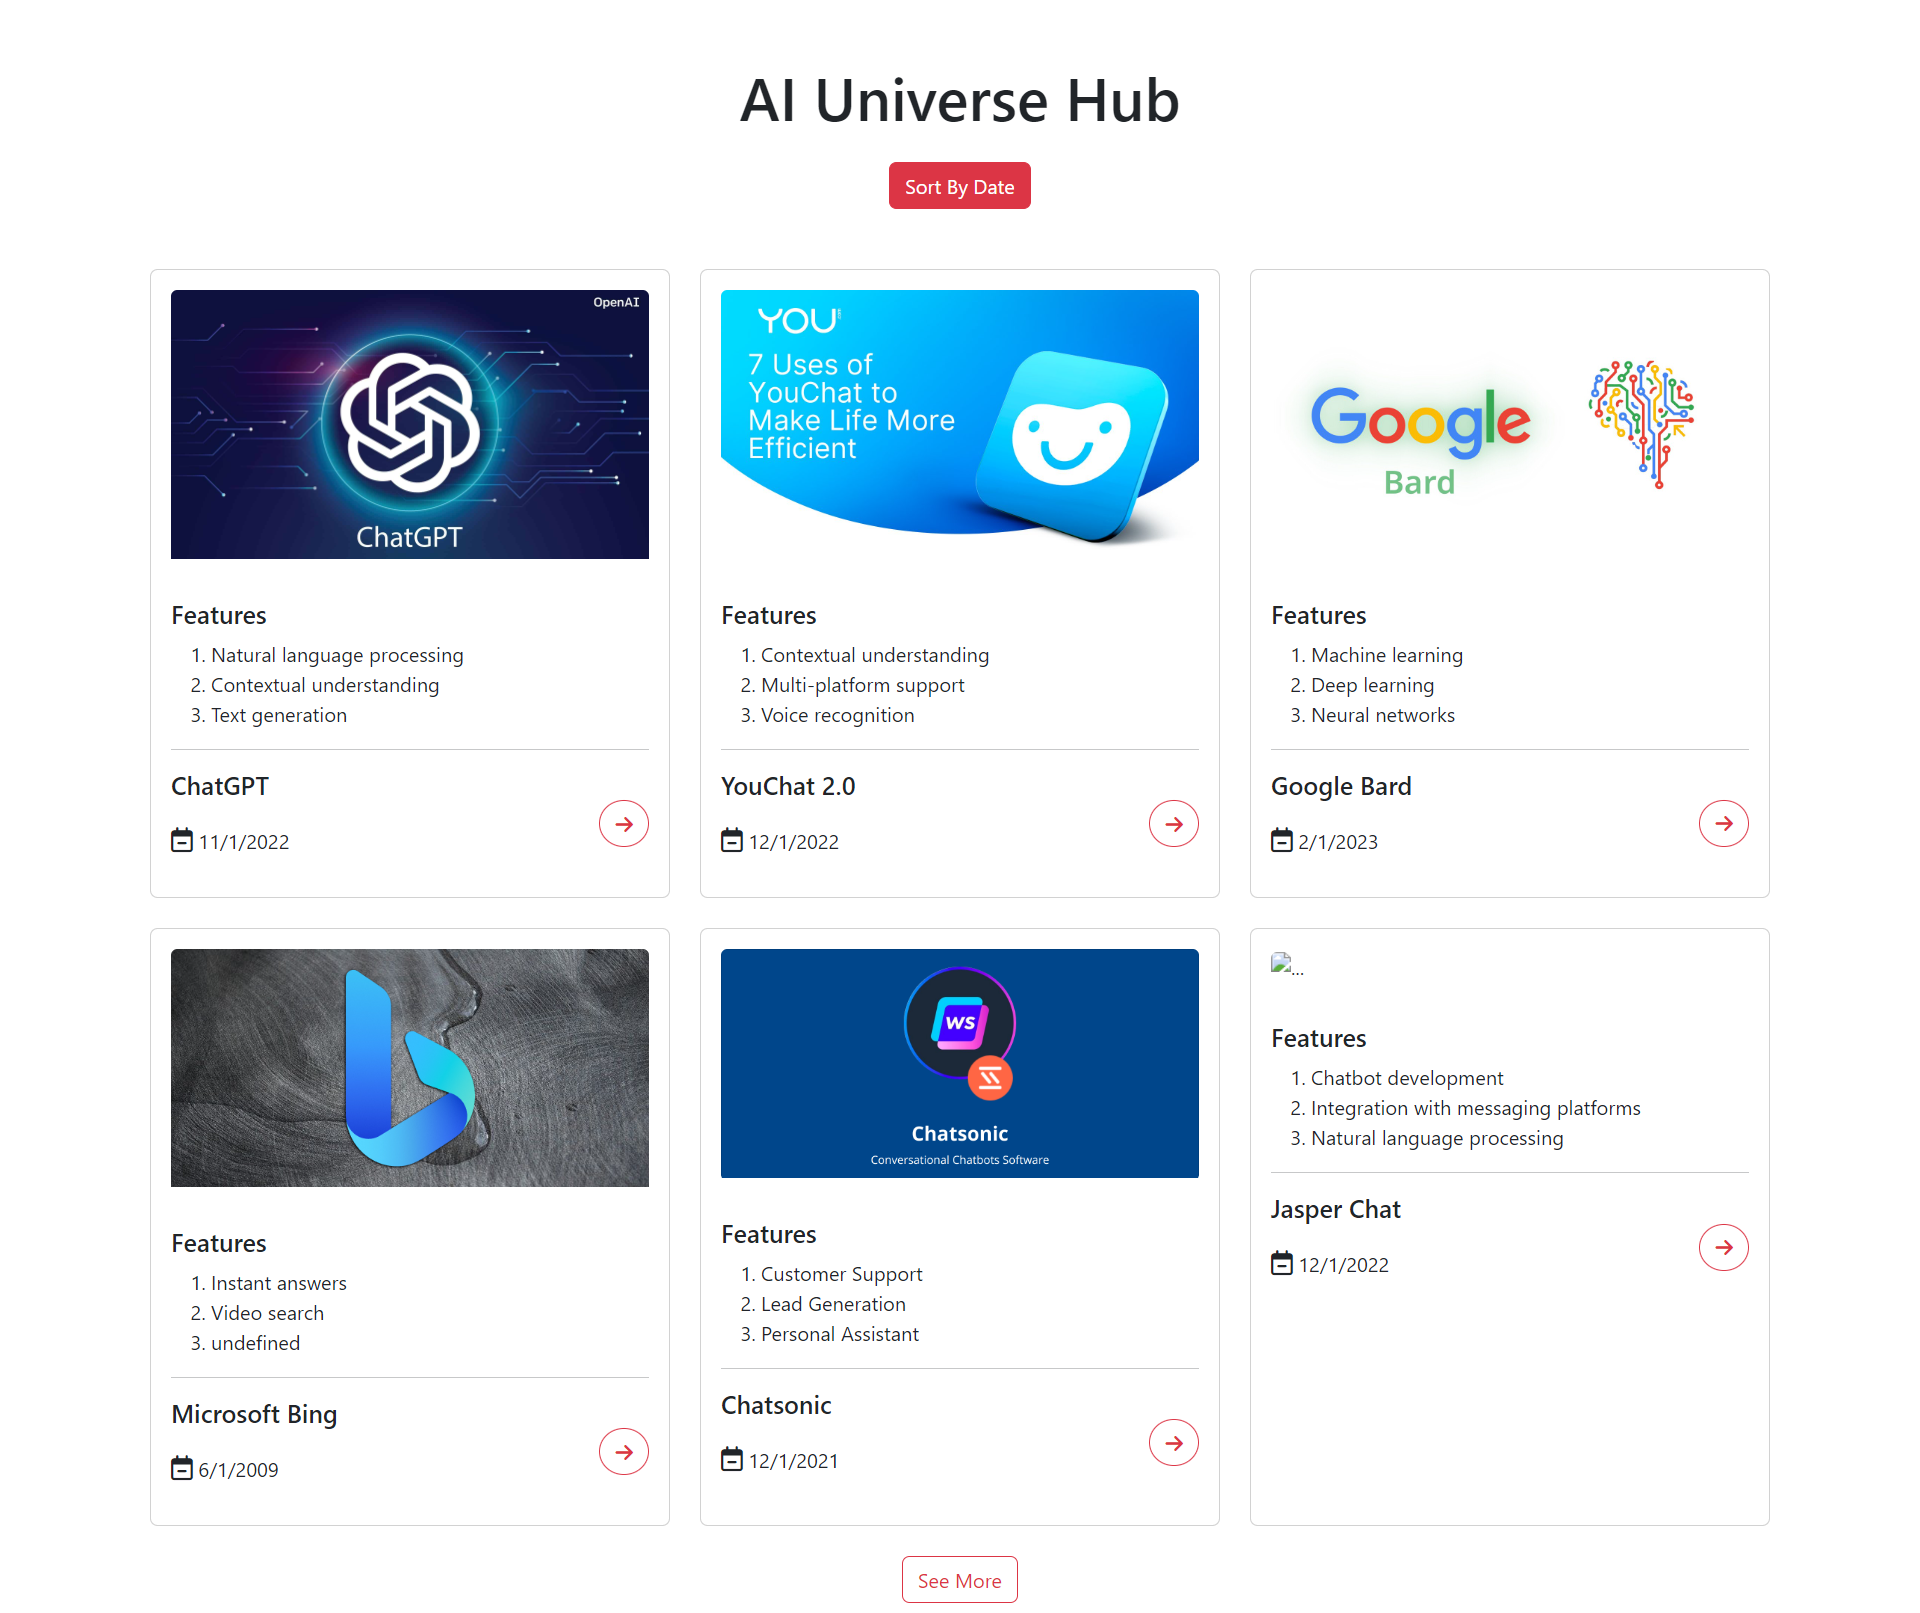 AI Universe Hub
Sort By Date
OpenAI
ChatGPT
Features
1. Natural language processing
2. Contextual understanding
3. Text generation
ChatGPT
11/1/2022
YOU
7 Uses of
YouChat to
Make Life More
Efficient
Features
1. Contextual understanding
2. Multi-platform support
3. Voice recognition
YouChat 2.0
12/1/2022
Google
Bard
Features
1. Machine learning
2. Deep learning
3. Neural networks
Google Bard
2/1/2023
Features
1. Instant answers
2. Video search
3. undefined
Microsoft Bing
6/1/2009
WS
Chatsonic
Conversational Chatbots Software
Features
1. Customer Support
2. Lead Generation
3. Personal Assistant
Chatsonic
12/1/2021
...
Features
1. Chatbot development
2. Integration with messaging platforms
3. Natural language processing
Jasper Chat
12/1/2022
See More